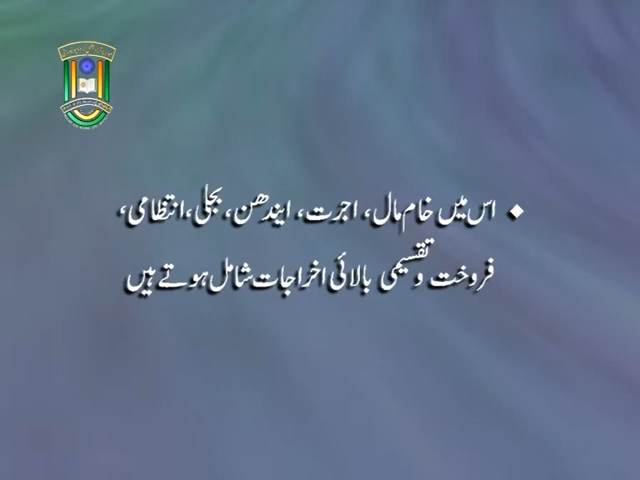 ◆ اس میں خام مال، اجرت، ایندھن، بجلی، انتظامی،
فروخت و تقسیمی بالائی اخراجات شامل ہوتے ہیں